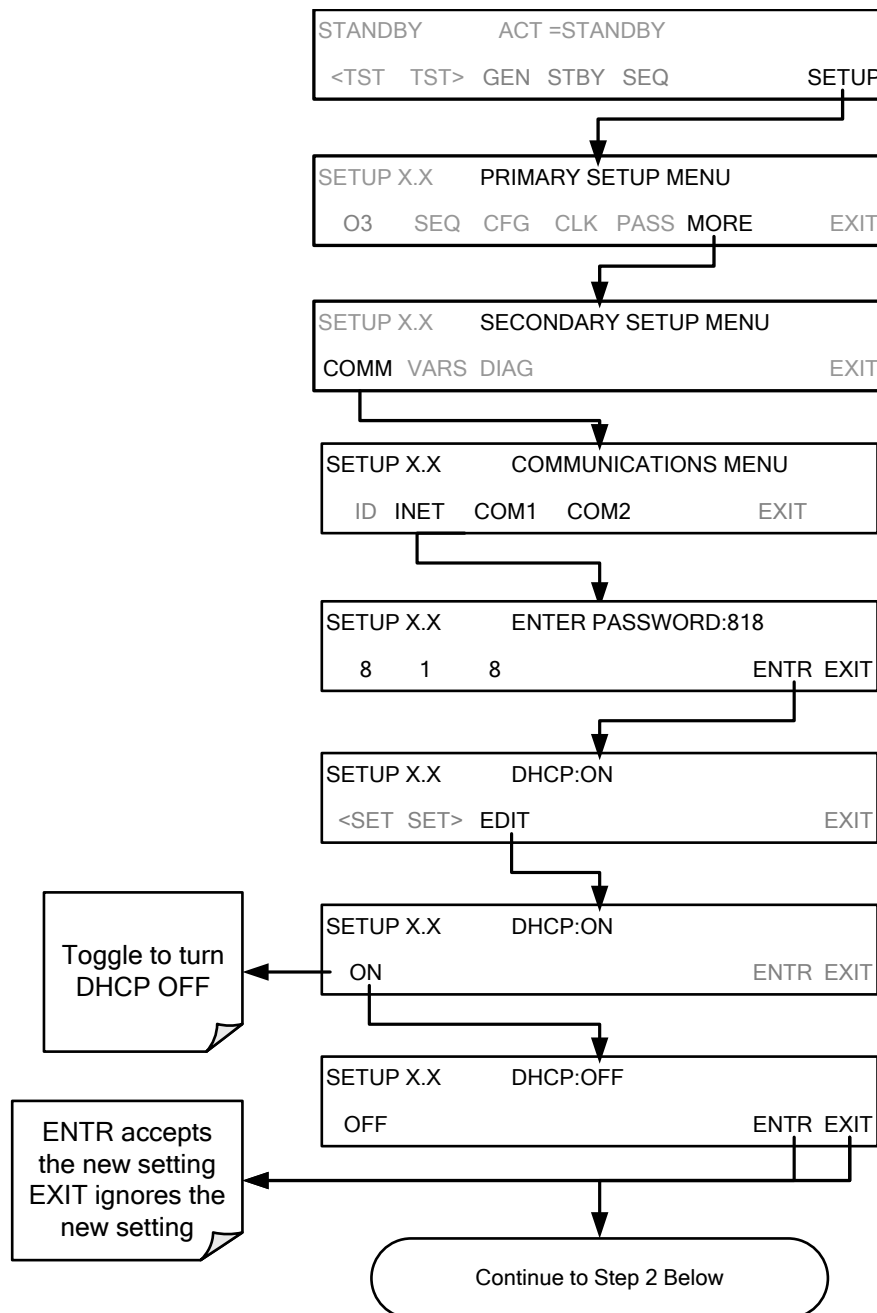 STANDBY ACT =STANDBY
<TST TST> GEN STBY SEQ SETUP
SETUP X.X PRIMARY SETUP MENU
O3 SEQ CFG CLK PASS MORE EXIT
SETUP X.X SECONDARY SETUP MENU
COMM VARS DIAG EXIT
SETUP X.X COMMUNICATIONS MENU
ID INET COM1 COM2 EXIT
SETUP X.X ENTER PASSWORD:818
8 1 8 ENTR EXIT
SETUP X.X DHCP:ON
<SET SET> EDIT EXIT
Toggle to turn
DHCP OFF
SETUP X.X DHCP:ON
ON ENTR EXIT
SETUP X.X DHCP:OFF
OFF ENTR EXIT
ENTR accepts
the new setting
EXIT ignores the
new setting
Continue to Step 2 Below